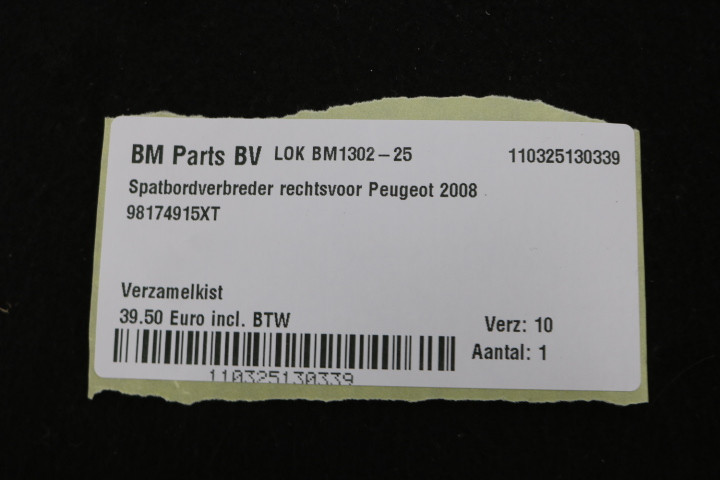 BM Parts BV LOK BM1302-25 110325130339
Spatbordverbreder rechtsvoor Peugeot 2008
98174915XT
Verzamelkist
39.50 Euro incl. BTW
Verz: 10
Aantal: 1
110325130339